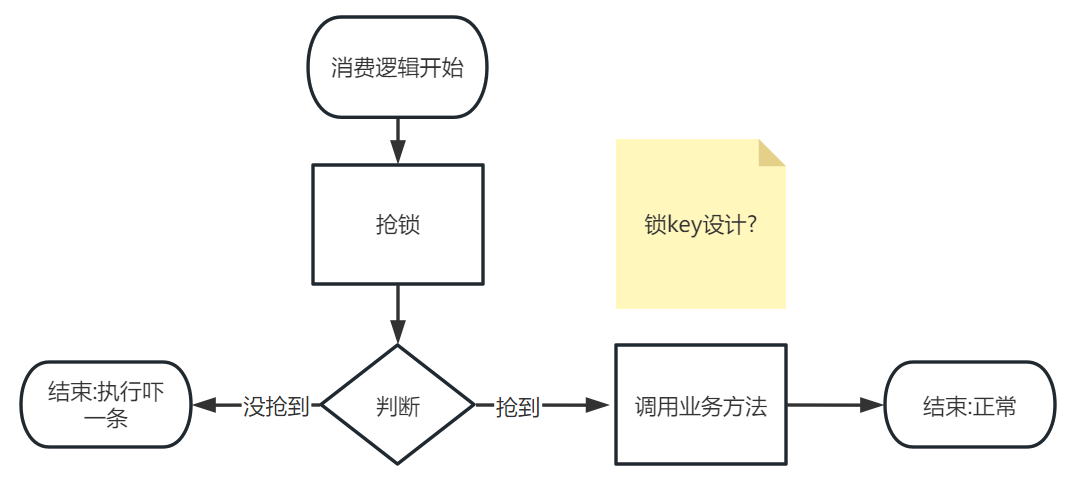 消费逻辑开始
抢锁
锁key设计?
结束:执行吓
一条
没抢到
判断
抢到
调用业务方法
结束:正常